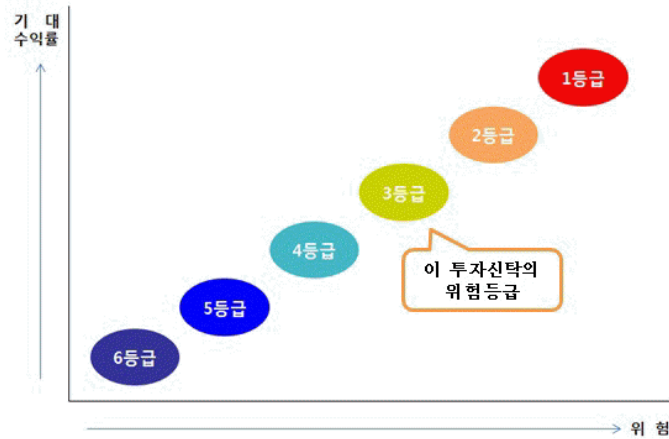 기 대
수익률
1등급
2등급
3등급
4등급
이 투자신탁의
위험등급
5등급
6등급
위 험